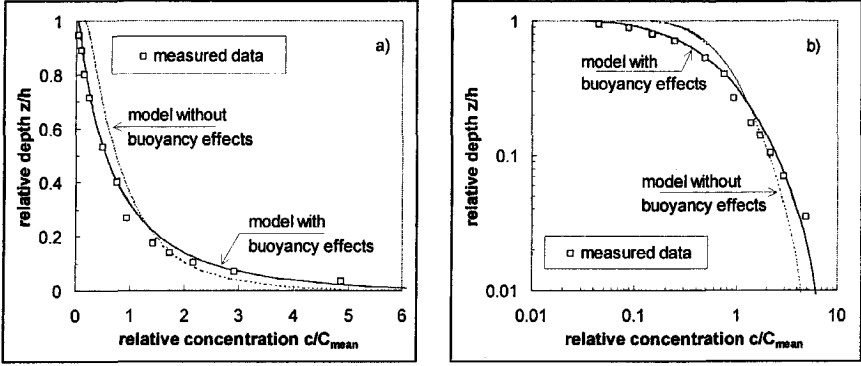 a)
measured data
model without
buoyancy effects
model with
buoyancy effects
relative depth z/h
1
0.8
0.6
0.4
0.2
0
0 1 2 3 4 5 6
relative concentration c/Cmean
b)
model with
buoyancy effects
model without
buoyancy effects
measured data
relative depth z/h
1
0.1
0.01
0.01 0.1 1 10
relative concentration c/Cmean